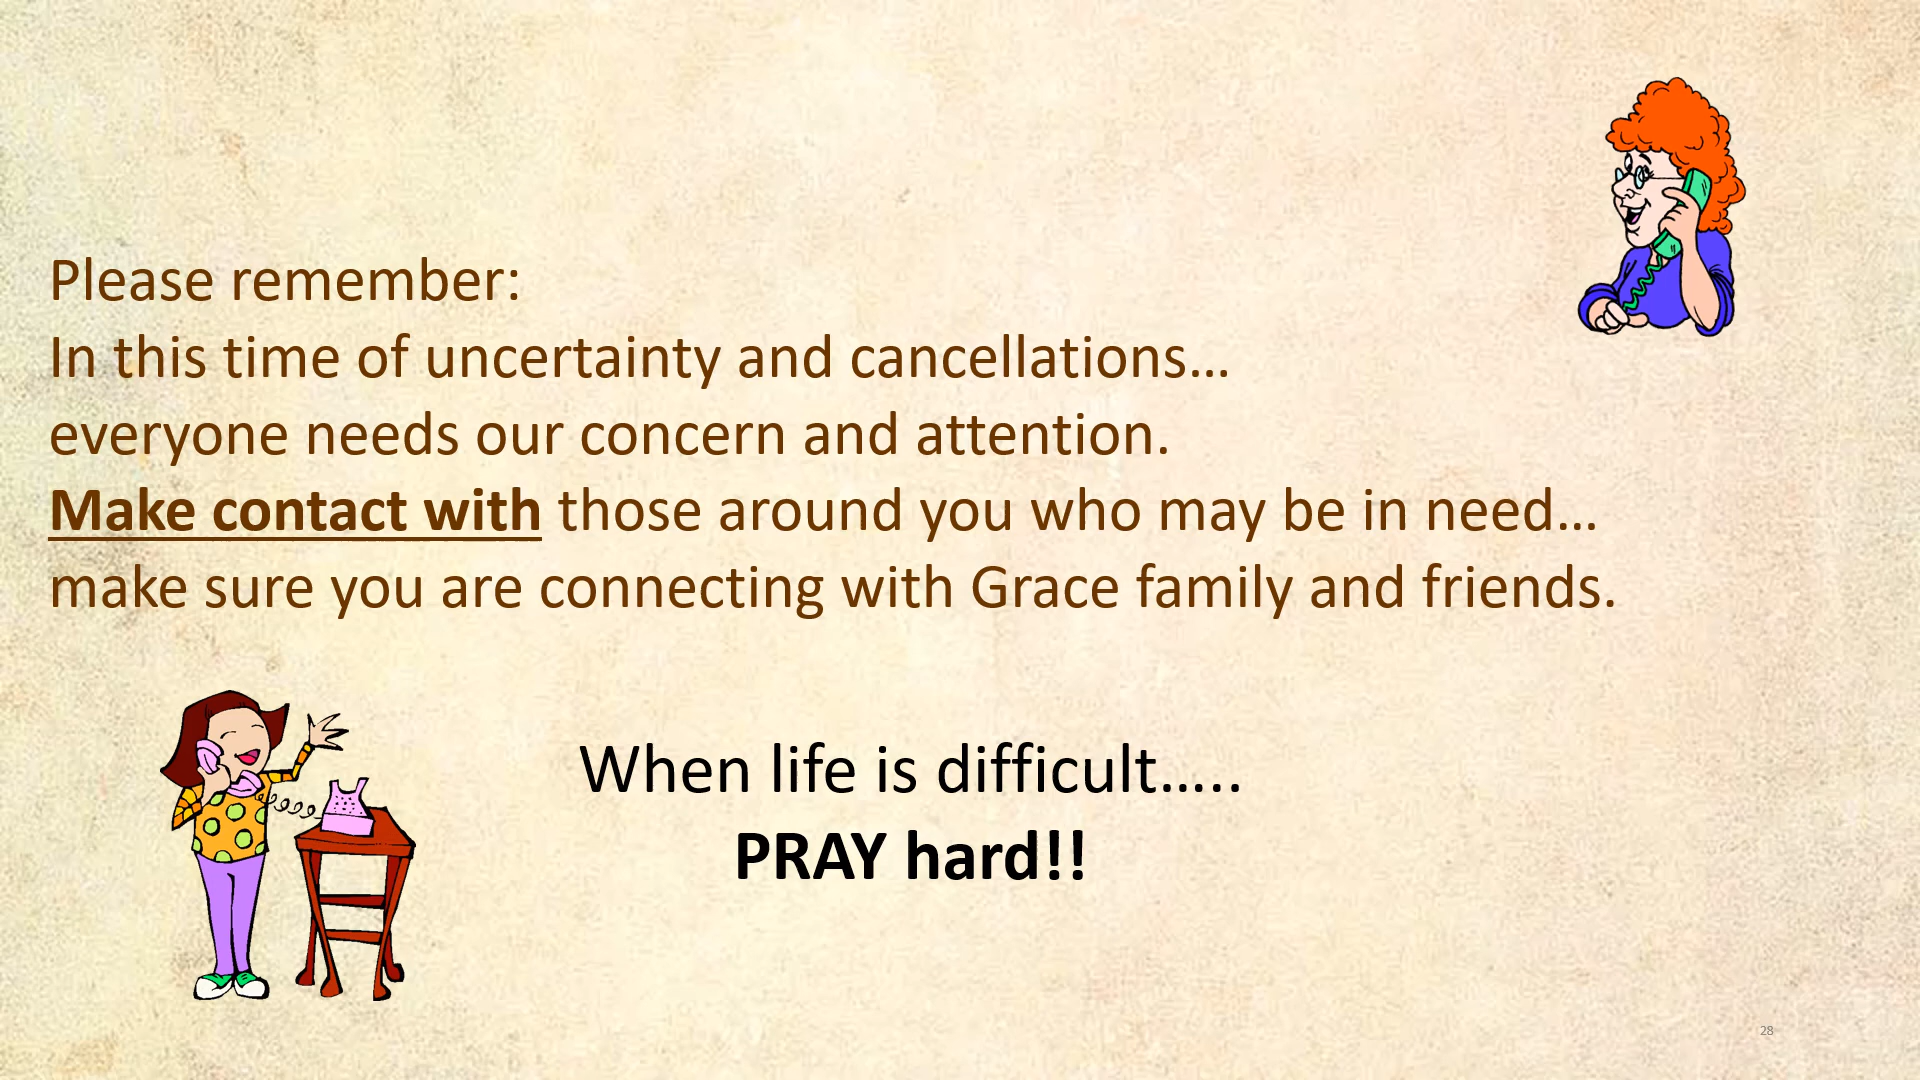 Please remember:
In this time of uncertainty and cancellations…
everyone needs our concern and attention.
Make contact with those around you who may be in need…
make sure you are connecting with Grace family and friends.
When life is difficult…..
PRAY hard!!
28